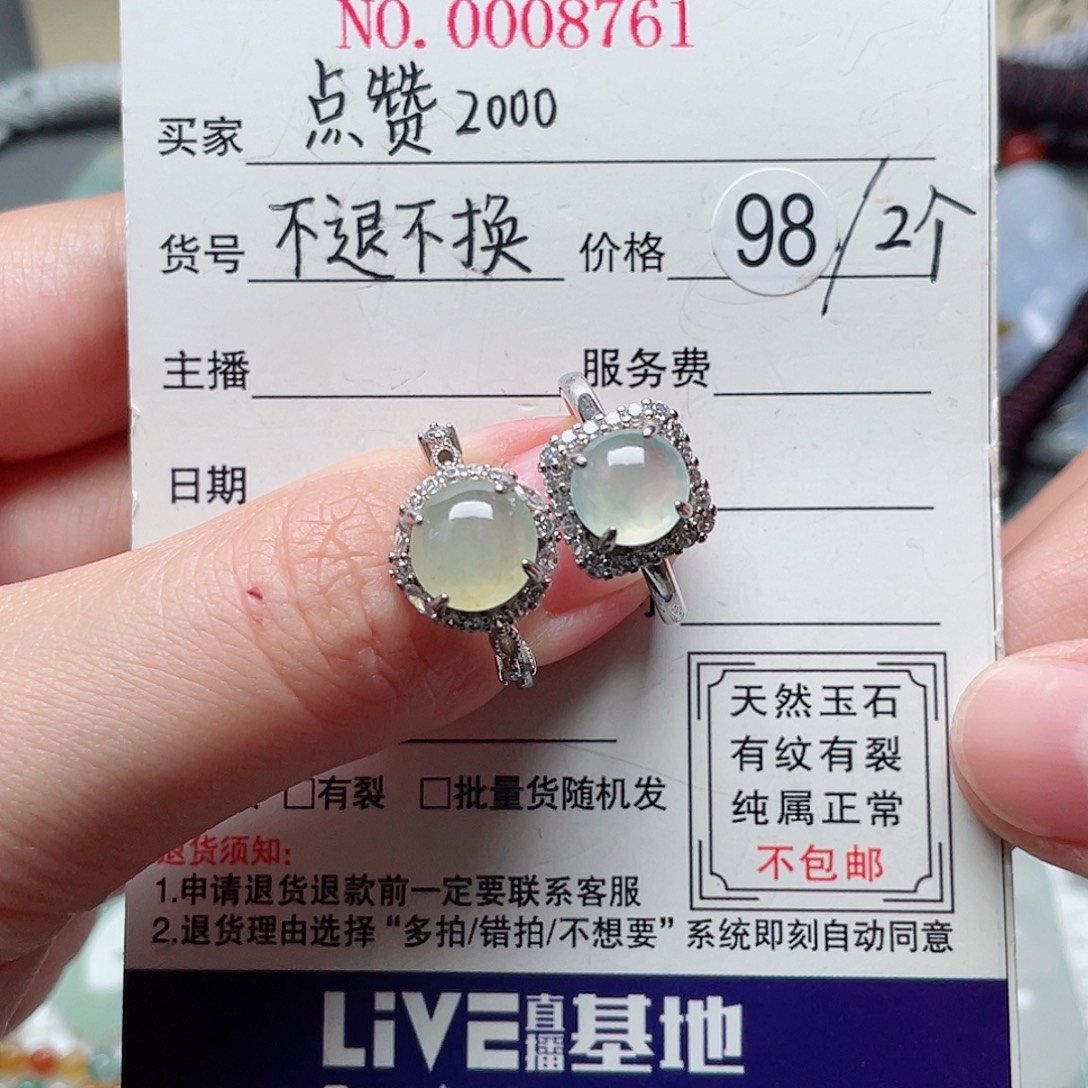 NO. 0008761
买家 点赞 2000
货号 不退不换 价格 98/2个
主播 服务费
日期
□有裂 □批量货随机发
天然玉石
有纹有裂
纯属正常
不包邮
退货须知:
1.申请退货退款前一定要联系客服
2.退货理由选择“多拍/错拍/不想要”系统即刻自动同意
LiVE直播基地